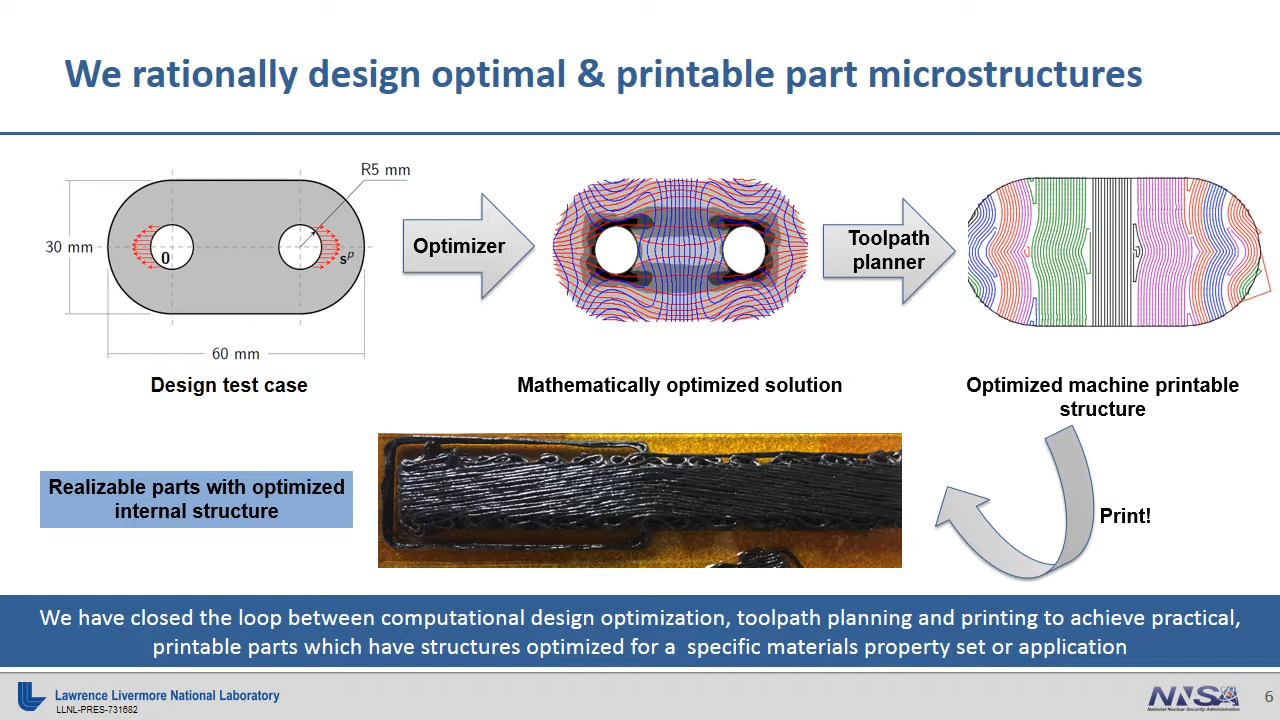 We rationally design optimal & printable part microstructures
R5 mm
30 mm
0
s^p
60 mm
Optimizer
Toolpath
planner
Design test case
Mathematically optimized solution
Optimized machine printable
structure
Realizable parts with optimized
internal structure
Print!
We have closed the loop between computational design optimization, toolpath planning and printing to achieve practical,
printable parts which have structures optimized for a  specific materials property set or application
Lawrence Livermore National Laboratory
LLNL-PRES-731682
NNSA
National Nuclear Security Administration
6